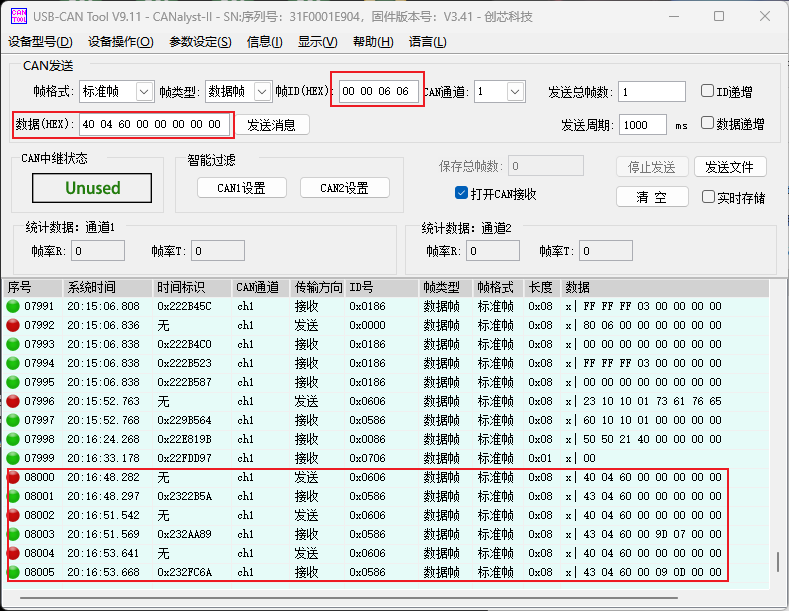 USB-CAN Tool V9.11 - CANalyst-II - SN:序列号: 31F0001E904, 固件版本号: V3.41 - 创芯科技
设备型号(D) 设备操作(O) 参数设定(S) 信息(I) 显示(V) 帮助(H) 语言(L)
CAN发送
帧格式: 标准帧 帧类型: 数据帧 帧ID(HEX): 00 00 06 06 CAN通道: 1 发送总帧数: 1 ID递增
数据(HEX): 40 04 60 00 00 00 00 00 发送消息 发送周期: 1000 ms 数据递增
CAN中继状态 智能过滤 保存总帧数: 0 停止发送 发送文件
Unused CAN1设置 CAN2设置 打开CAN接收 清 空 实时存储
统计数据: 通道1 统计数据: 通道2
帧率R: 0 帧率T: 0 帧率R: 0 帧率T: 0
序号 系统时间 时间标识 CAN通道 传输方向 ID号 帧类型 帧格式 长度 数据
07991 20:15:06.808 0x222B45C ch1 接收 0x0186 数据帧 标准帧 0x08 x| FF FF FF 03 00 00 00 00
07992 20:15:06.836 无 ch1 发送 0x0000 数据帧 标准帧 0x08 x| 80 06 00 00 00 00 00 00
07993 20:15:06.838 0x222B4C0 ch1 接收 0x0186 数据帧 标准帧 0x08 x| 00 00 00 00 00 00 00 00
07994 20:15:06.838 0x222B523 ch1 接收 0x0186 数据帧 标准帧 0x08 x| FF FF FF 03 00 00 00 00
07995 20:15:06.838 0x222B587 ch1 接收 0x0186 数据帧 标准帧 0x08 x| 00 00 00 00 00 00 00 00
07996 20:15:52.763 无 ch1 发送 0x0606 数据帧 标准帧 0x08 x| 23 10 10 01 73 61 76 65
07997 20:15:52.768 0x229B564 ch1 接收 0x0586 数据帧 标准帧 0x08 x| 60 10 10 01 00 00 00 00
07998 20:16:24.268 0x22E819B ch1 接收 0x0086 数据帧 标准帧 0x08 x| 50 50 21 40 00 00 00 00
07999 20:16:33.178 0x22FDD97 ch1 接收 0x0706 数据帧 标准帧 0x01 x| 00
08000 20:16:48.282 无 ch1 发送 0x0606 数据帧 标准帧 0x08 x| 40 04 60 00 00 00 00 00
08001 20:16:48.297 0x2322B5A ch1 接收 0x0586 数据帧 标准帧 0x08 x| 43 04 60 00 00 00 00 00
08002 20:16:51.542 无 ch1 发送 0x0606 数据帧 标准帧 0x08 x| 40 04 60 00 00 00 00 00
08003 20:16:51.569 0x232AA89 ch1 接收 0x0586 数据帧 标准帧 0x08 x| 43 04 60 00 9D 07 00 00
08004 20:16:53.641 无 ch1 发送 0x0606 数据帧 标准帧 0x08 x| 40 04 60 00 00 00 00 00
08005 20:16:53.668 0x232FC6A ch1 接收 0x0586 数据帧 标准帧 0x08 x| 43 04 60 00 09 0D 00 00